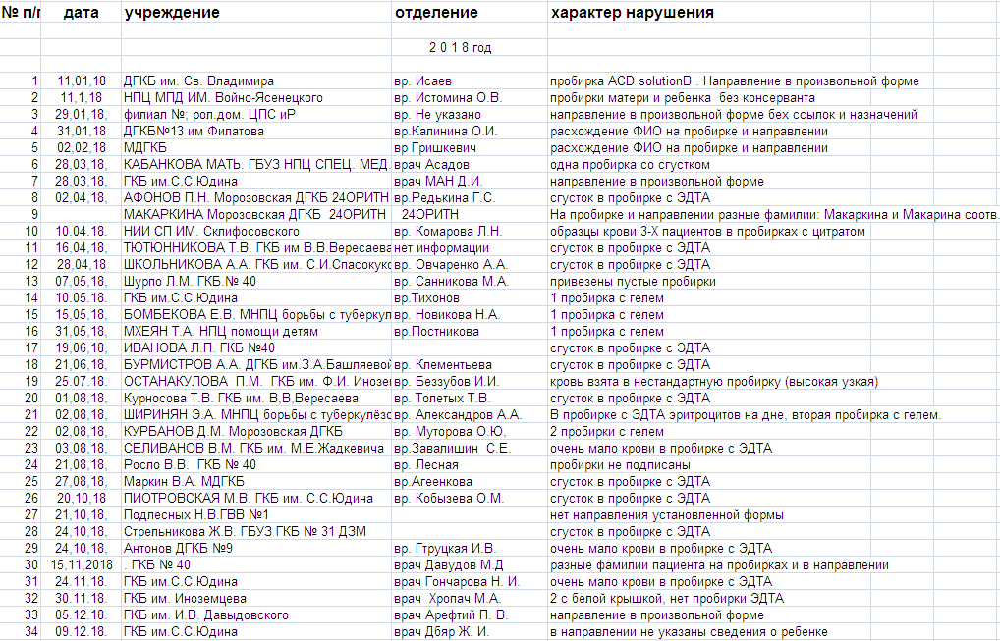 № п/п дата учреждение отделение характер нарушения
2 0 1 8 год
1 11,01,18 ДГКБ им. Св. Владимира вр. Исаев пробирка ACD solutionB . Направление в произвольной форме
2 11,1,18 НПЦ МПД ИМ. Войно-Ясенецкого вр. Истомина О.В. пробирки матери и ребенка без консерванта
3 29,01,18, филиал №; рол.дом. ЦПС иР вр. Не указано направление в произвольной форме бех ссылок и назначений
4 31,01,18 ДГКБ№13 им Филатова вр.Калинина О.И. расхождение ФИО на пробирке и направлении
5 02,02,18 МДГКБ вр Гришкевич расхождение ФИО на пробирке и направлении
6 28,03,18, КАБАНКОВА МАТЬ. ГБУЗ НПЦ СПЕЦ. МЕД. врач Асадов одна пробирка со сгустком
7 28,03,18, ГКБ им.С.С.Юдина врач МАН Д.И. направление в произвольной форме
8 02,04,18, АФОНОВ П.Н. Морозовская ДГКБ 24ОРИТН вр.Редькина Г.С. сгусток в пробирке с ЭДТА
9 МАКАРКИНА Морозовская ДГКБ 24ОРИТН 24ОРИТН На пробирке и направлении разные фамилии: Макаркина и Макарина соотв.
10 10.04.18. НИИ СП ИМ. Склифосовского вр. Комарова Л.Н. образцы крови 3-Х пациентов в пробирках с цитратом
11 16,04,18, ТЮТЮННИКОВА Т.В. ГКБ им В.В.Вересаева нет информации сгусток в пробирке с ЭДТА
12 28,04,18 ШКОЛЬНИКОВА А.А. ГКБ им. С.И.Спасокукс вр. Овчаренко А.А. сгусток в пробирке с ЭДТА
13 07,05,18, Шурпо Л.М. ГКБ.№ 40 вр. Санникова М.А. привезены пустые пробирки
14 10.05.18. ГКБ им.С.С.Юдина вр.Тихонов 1 пробирка с гелем
15 15,05,18, БОМБЕКОВА Е.В. МНПЦ борьбы с туберкул вр. Новикова Н.А. 1 пробирка с гелем
16 31,05,18, МХЕЯН Т.А. НПЦ помощи детям вр.Постникова 1 пробирка с гелем
17 19,06,18, ИВАНОВА Л.П. ГКБ №40 сгусток в пробирке с ЭДТА
18 21,06,18, БУРМИСТРОВ А.А. ДГКБ им.З.А.Башляевой вр. Клементьева сгусток в пробирке с ЭДТА
19 25.07.18. ОСТАНАКУЛОВА П.М. ГКБ им. Ф.И. Инозем вр. Беззубов И.И. кровь взята в нестандартную пробирку (высокая узкая)
20 01,08,18, Курносова Т.В. ГКБ им. В,В,Вересаева вр. Толетых Т.В. сгусток в пробирке с ЭДТА
21 02,08,18, ШИРИНЯН Э.А. МНПЦ борьбы с туберкулёзо вр. Александров А.А. В пробирке с ЭДТА эритроцитов на дне, вторая пробирка с гелем.
22 02,08,18, КУРБАНОВ Д.М. Морозовская ДГКБ вр. Муторова О.Ю, 2 пробирки с гелем
23 03,08,18, СЕЛИВАНОВ В.М. ГКБ им. М.Е.Жадкевича вр.Завалишин С.Е. очень мало крови в пробирке с ЭДТА
24 21,08,18, Росло В.В. ГКБ № 40 вр. Лесная пробирки не подписаны
25 27,08,18, Маркин В.А. МДГКБ вр.Агеенкова сгусток в пробирке с ЭДТА
26 20,10,18 ПИОТРОВСКАЯ М.В. ГКБ им. С.С.Юдина вр. Кобызева О.М. сгусток в пробирке с ЭДТА
27 21,10,18, Подлесных Н.В.ГВВ №1 нет направления установленной формы
28 24,10,18, Стрельникова Ж.В. ГБУЗ ГКБ № 31 ДЗМ сгусток в пробирке с ЭДТА
29 24,10,18, Антонов ДГКБ №9 вр. Гтруцкая И.В. очень мало крови в пробирке с ЭДТА
30 15,11,2018 . ГКБ № 40 врач Давудов М.Д разные фамилии пациента на пробирках и в направлении
31 24.11.18. ГКБ им.С.С.Юдина врач Гончарова Н. И. очень мало крови в пробирке с ЭДТА
32 30.11.18. ГКБ им. Иноземцева врач Хропач М.А. 2 с белой крышкой, нет пробирки ЭДТА
33 05.12.18. ГКБ им. И.В. Давыдовского врач Арефтий П. В. направление в произвольной форме
34 09.12.18. ГКБ им.С.С.Юдина врач Дбяр Ж. И. в направлении не указаны сведения о ребенке